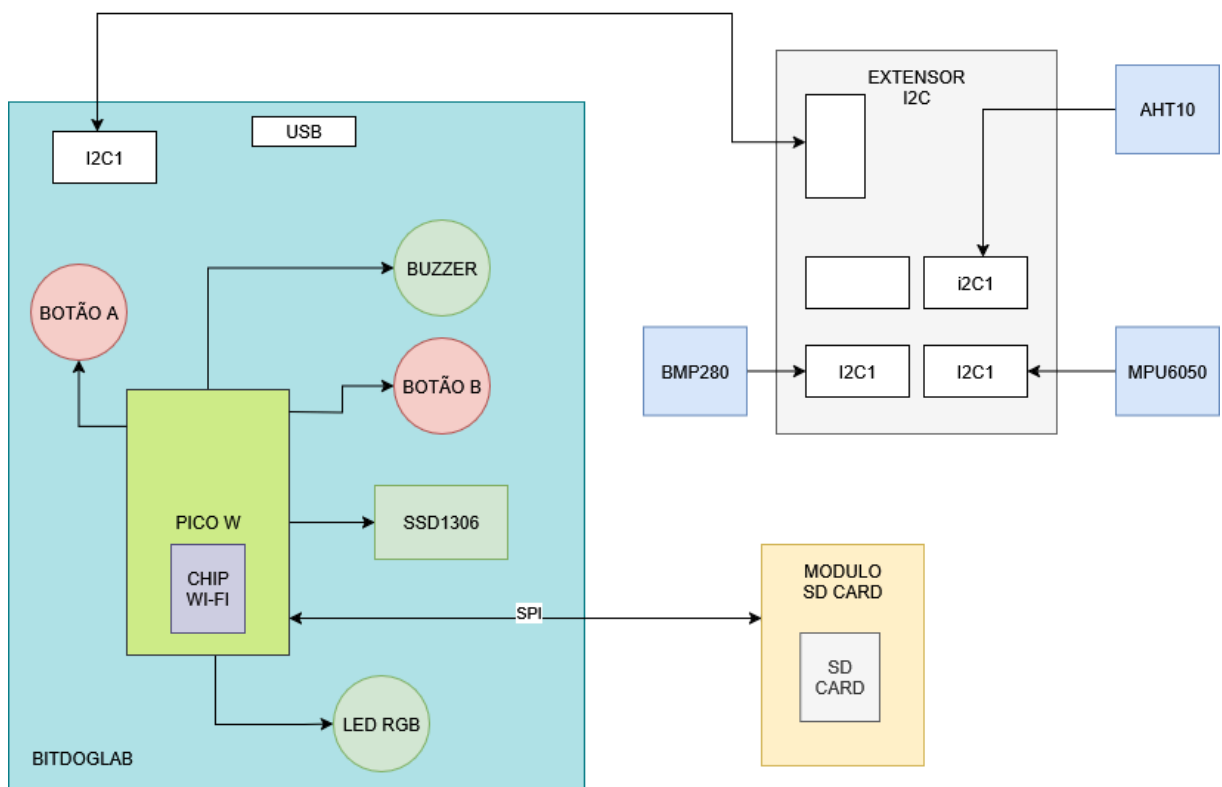 EXTENSOR
I2C
AHT10
USB
I2C1
BUZZER
BOTÃO A
i2C1
BMP280
I2C1
I2C1
MPU6050
BOTÃO B
PICO W
SSD1306
CHIP
WI-FI
SPI
MODULO
SD CARD
SD
CARD
LED RGB
BITDOGLAB